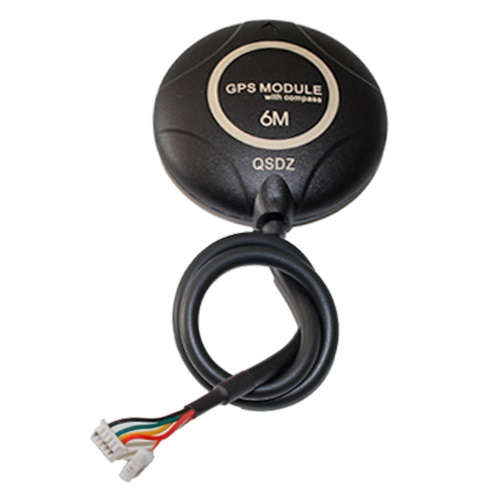 GPS MODULE
with compass
6M
QSDZ